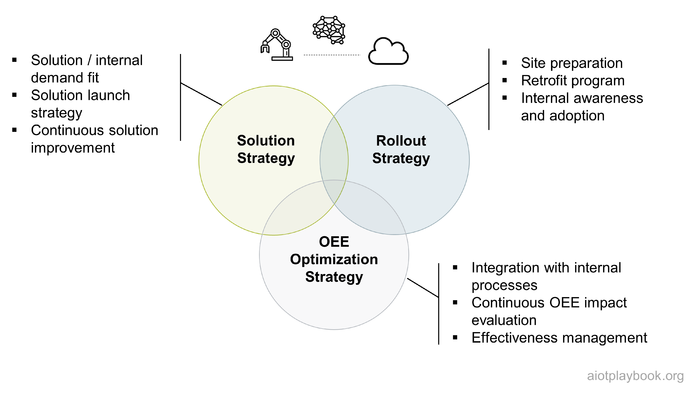 ▪ Solution / internal
demand fit
▪ Solution launch
strategy
▪ Continuous solution
improvement
▪ Site preparation
▪ Retrofit program
▪ Internal awareness
and adoption
Solution
Strategy
Rollout
Strategy
OEE
Optimization
Strategy
▪ Integration with internal
processes
▪ Continuous OEE impact
evaluation
▪ Effectiveness management
aiotplaybook.org